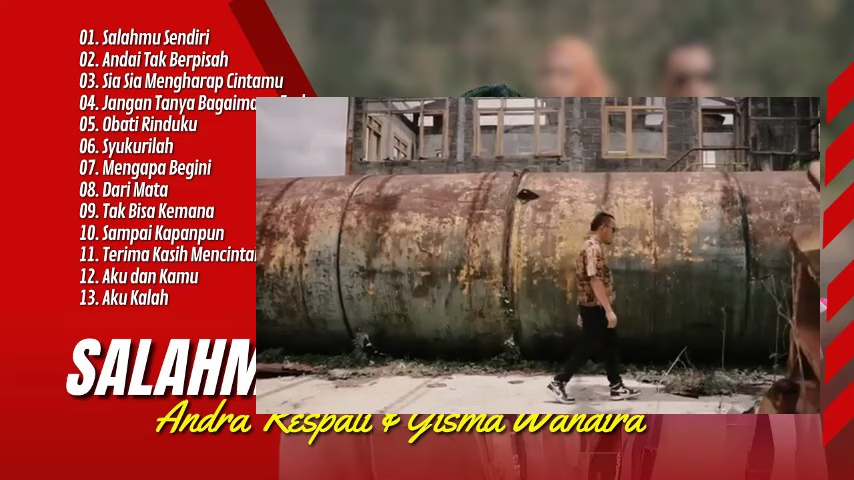 01. Salahmu Sendiri
02. Andai Tak Berpisah
03. Sia Sia Mengharap Cintamu
04. Jangan Tanya
05. Obati Rinduku
06. Syukurilah
07. Mengapa Begini
08. Dari Mata
09. Tak Bisa Kemana
10. Sampai Kapanpun
11. Terima Kasih
12. Aku dan Kamu
13. Aku Kalah
SALAHM
Andra Respati & Gisma Wandira